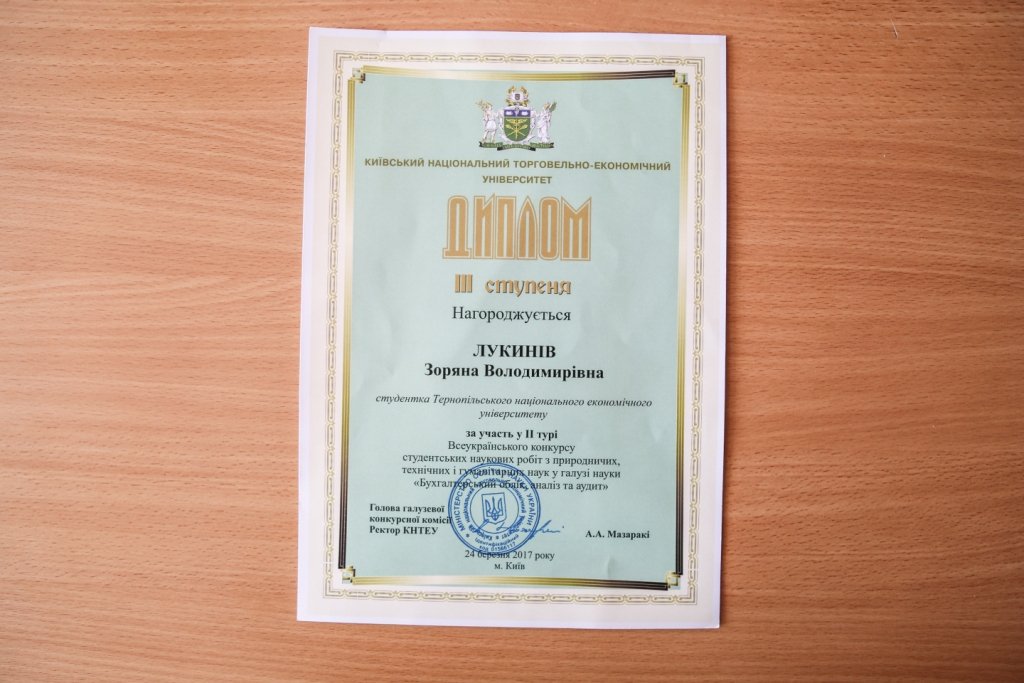 КИЇВСЬКИЙ НАЦІОНАЛЬНИЙ ТОРГОВЕЛЬНО-ЕКОНОМІЧНИЙ
УНІВЕРСИТЕТ
ДИПЛОМ
III ступеня
Нагороджується
ЛУКИНІВ
Зоряна Володимирівна
студентка Тернопільського національного економічного
університету
за участь у II турі
Всеукраїнського конкурсу
студентських наукових робіт з природничих,
технічних і гуманітарних наук у галузі науки
«Бухгалтерський облік, аналіз та аудит»
Голова галузевої
конкурсної комісії
Ректор КНТЕУ
А.А. Мазаракі
24 березня 2017 року
м. Київ